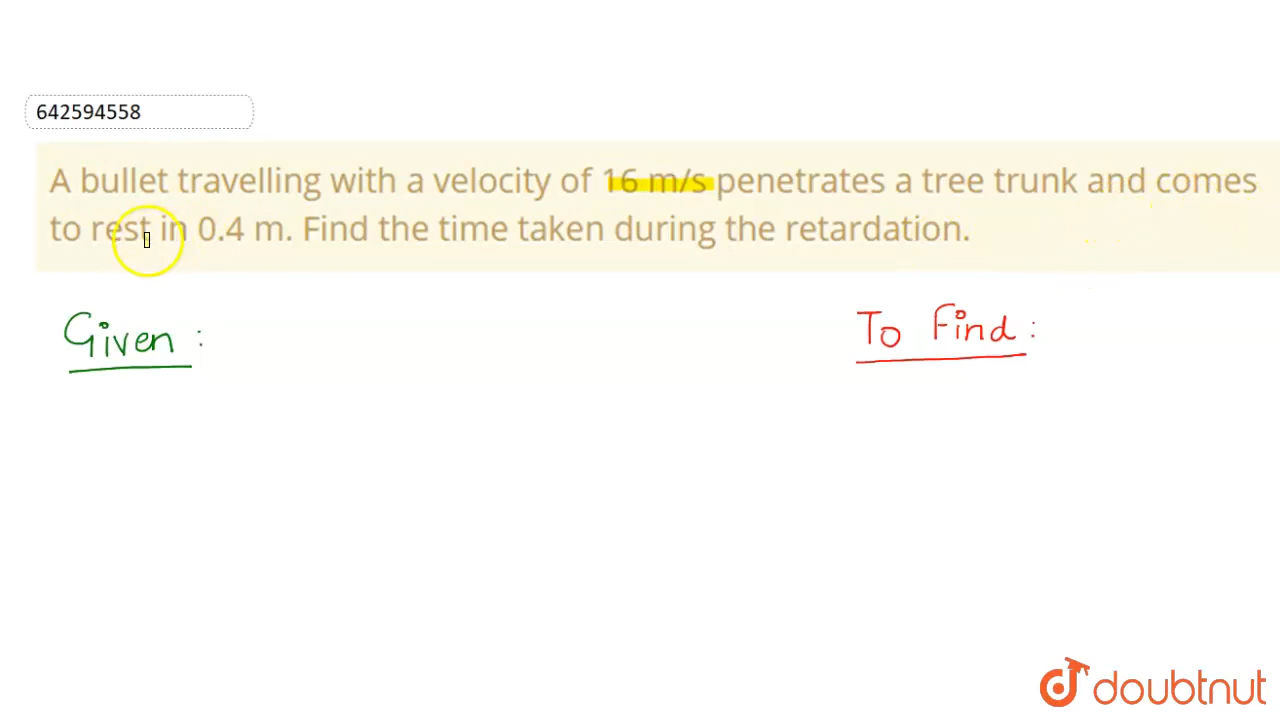 642594558
A bullet travelling with a velocity of 16 m/s penetrates a tree trunk and comes
to rest in 0.4 m. Find the time taken during the retardation.
Given :
To Find :
doubtnut